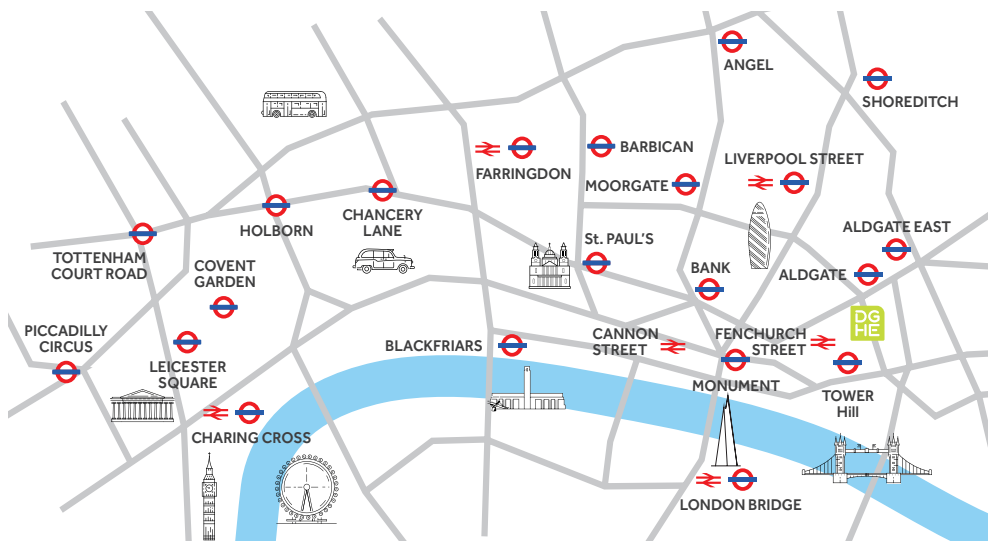 ANGEL
SHOREDITCH
BARBICAN
FARRINGDON
LIVERPOOL STREET
MOORGATE
CHANCERY
LANE
HOLBORN
TOTTENHAM
COURT ROAD
COVENT
GARDEN
St. PAUL'S
ALDGATE EAST
ALDGATE
BANK
DG
HE
PICCADILLY
CIRCUS
LEICESTER
SQUARE
BLACKFRIARS
CANNON
STREET
FENCHURCH
STREET
MONUMENT
TOWER
Hill
CHARING CROSS
LONDON BRIDGE